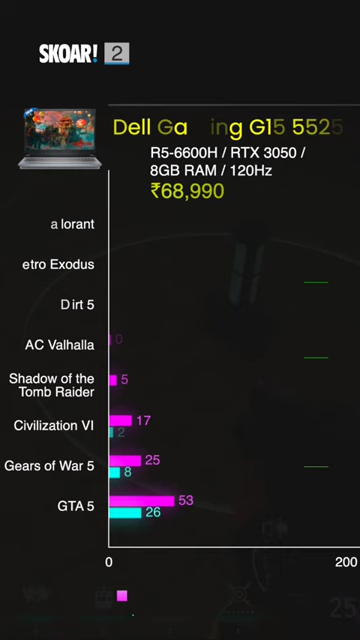 SKOAR! 2
Dell Ga ing G15 5525
R5-6600H / RTX 3050 /
8GB RAM / 120Hz
₹68,990
a lorant
etro Exodus
Dirt 5
AC Valhalla 0
Shadow of the
Tomb Raider 5
Civilization VI 17
2
Gears of War 5 25
8
GTA 5 53
26
0 200
25